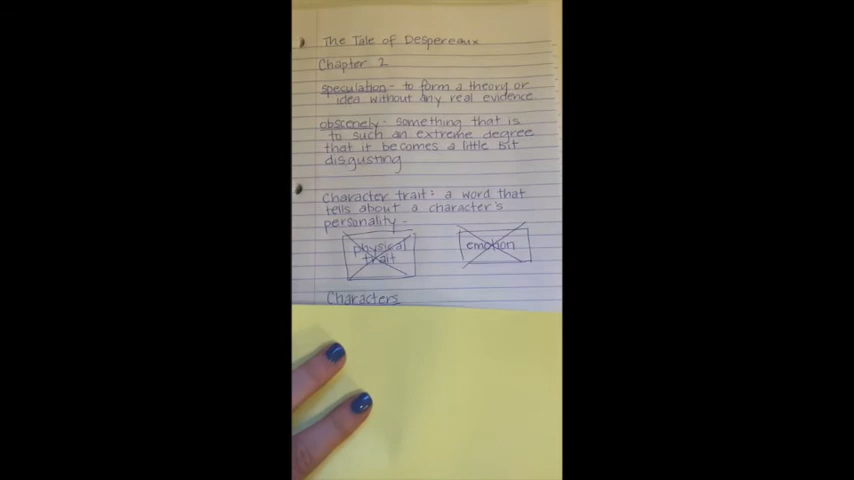 The Tale of Despereaux
Chapter 2
speculation - to form a theory or
idea without any real evidence
obscenely - something that is
to such an extreme degree
that it becomes a little bit
disgusting
Character trait: a word that
tells about a character's
personality.
physical
trait
emotion
Characters